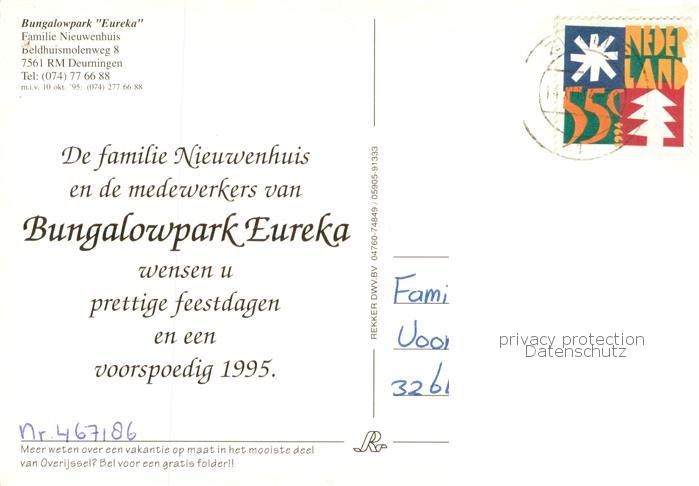 Bungalowpark "Eureka"
Familie Nieuwenhuis
Beldhuismolenweg 8
7561 RM Deurningen
Tel: (074) 77 66 88
m.i.v. 10 okt. '95: (074) 277 66 88
NEDER
LAND
55c
1994
De familie Nieuwenhuis
en de medewerkers van
Bungalowpark Eureka
wensen u
prettige feestdagen
en een
voorspoedig 1995.
REKKER DWV.BV 04760-74849 / 05905-91333
Fami
Voor
privacy protection
Datenschutz
Nr. 467186
Meer weten over een vakantie op maat in het mooiste deel
van Overijssel? Bel voor een gratis folder!!